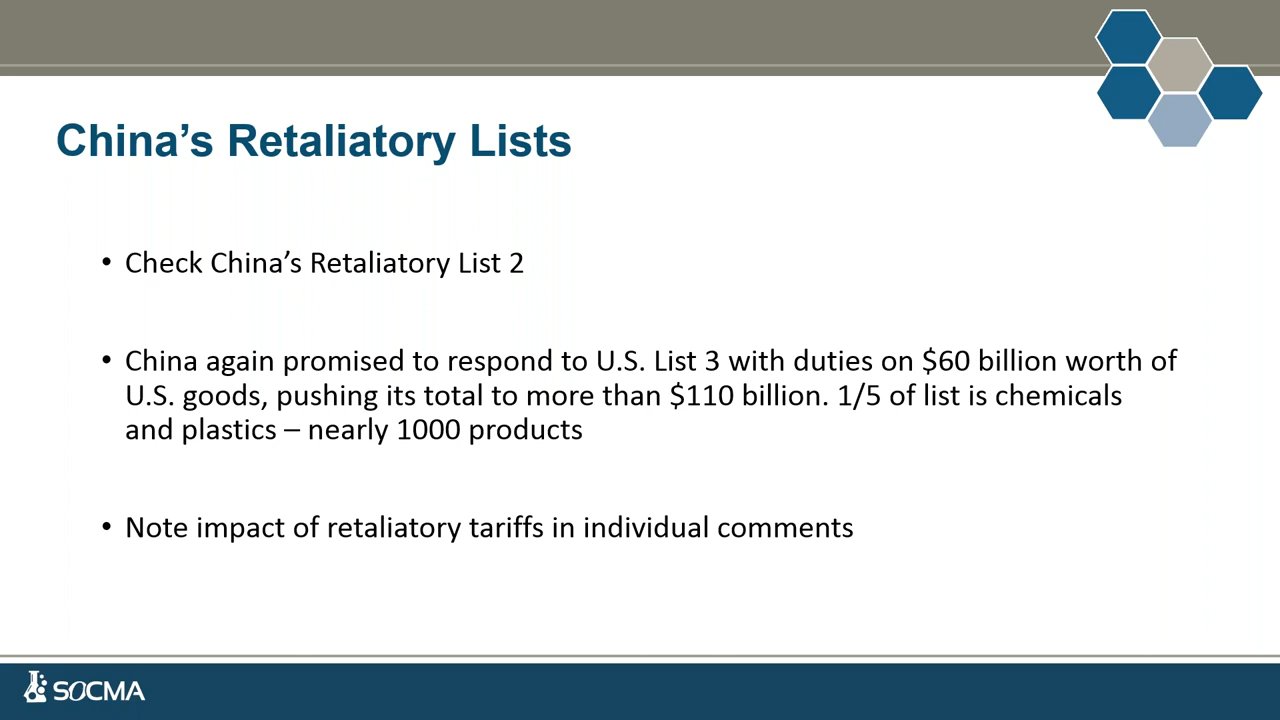 China’s Retaliatory Lists
• Check China’s Retaliatory List 2
• China again promised to respond to U.S. List 3 with duties on $60 billion worth of
U.S. goods, pushing its total to more than $110 billion. 1/5 of list is chemicals
and plastics – nearly 1000 products
• Note impact of retaliatory tariffs in individual comments
SOCMA